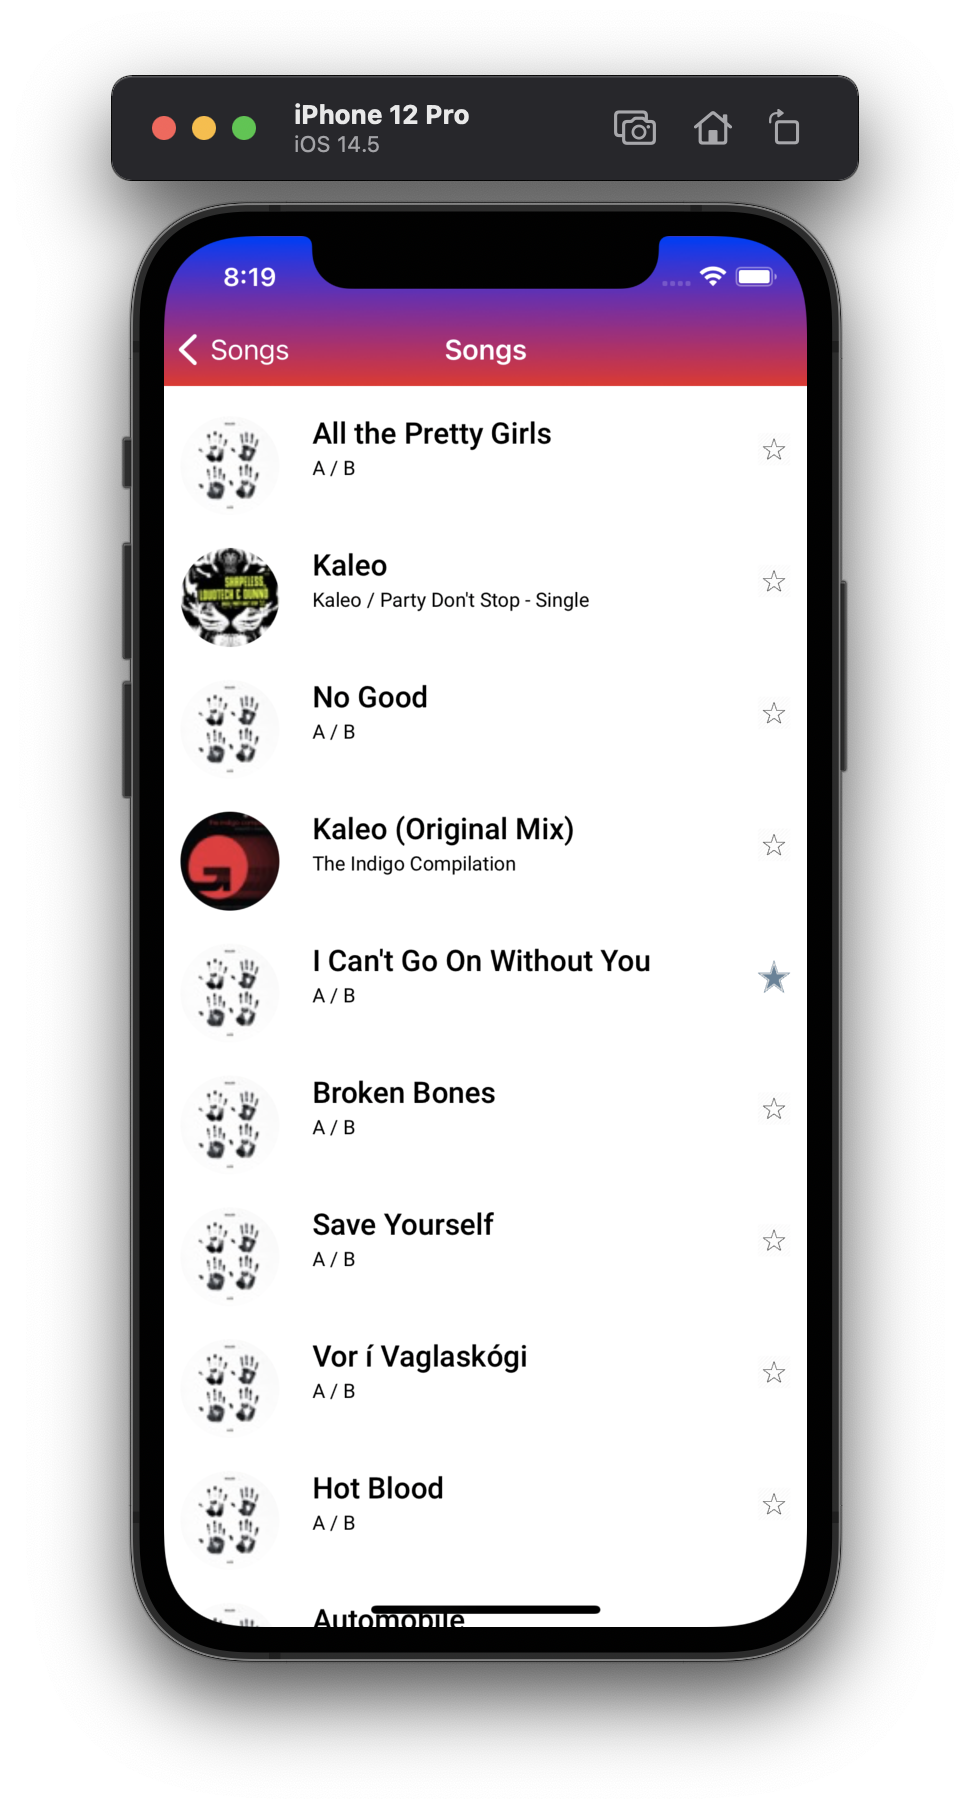 iPhone 12 Pro
iOS 14.5
8:19
Songs
Songs
All the Pretty Girls
A / B
Kaleo
Kaleo / Party Don't Stop - Single
SHAPELESS,
No Good
A / B
Kaleo (Original Mix)
The Indigo Compilation
I Can't Go On Without You
A / B
Broken Bones
A / B
Save Yourself
A / B
Vor í Vaglaskógi
A / B
Hot Blood
A / B
Automobile